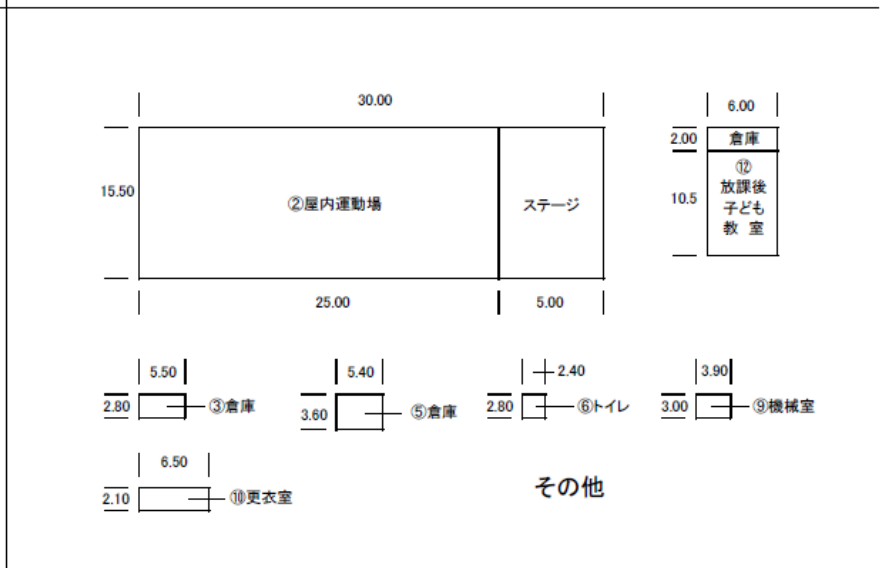 30.00
6.00
2.00
倉庫
15.50
②屋内運動場
ステージ
10.5
⑫
放課後
子ども
教 室
25.00
5.00
5.50
5.40
2.40
3.90
2.80
③倉庫
3.60
⑤倉庫
2.80
⑥トイレ
3.00
⑨機械室
6.50
2.10
⑩更衣室
その他